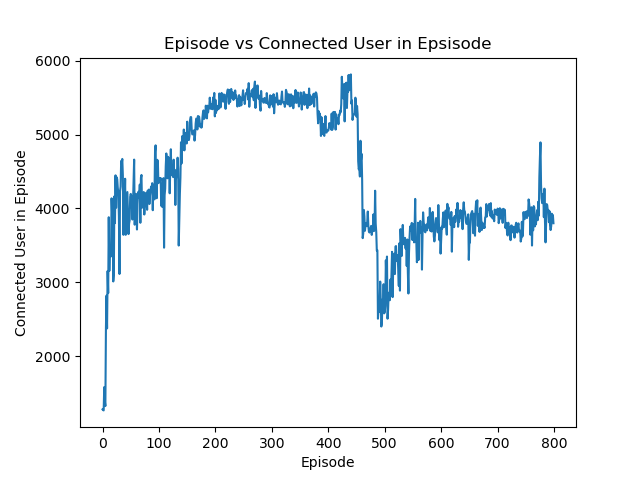 Episode vs Connected User in Epsisode
6000
5000
4000
3000
2000
Connected User in Episode
0 100 200 300 400 500 600 700 800
Episode